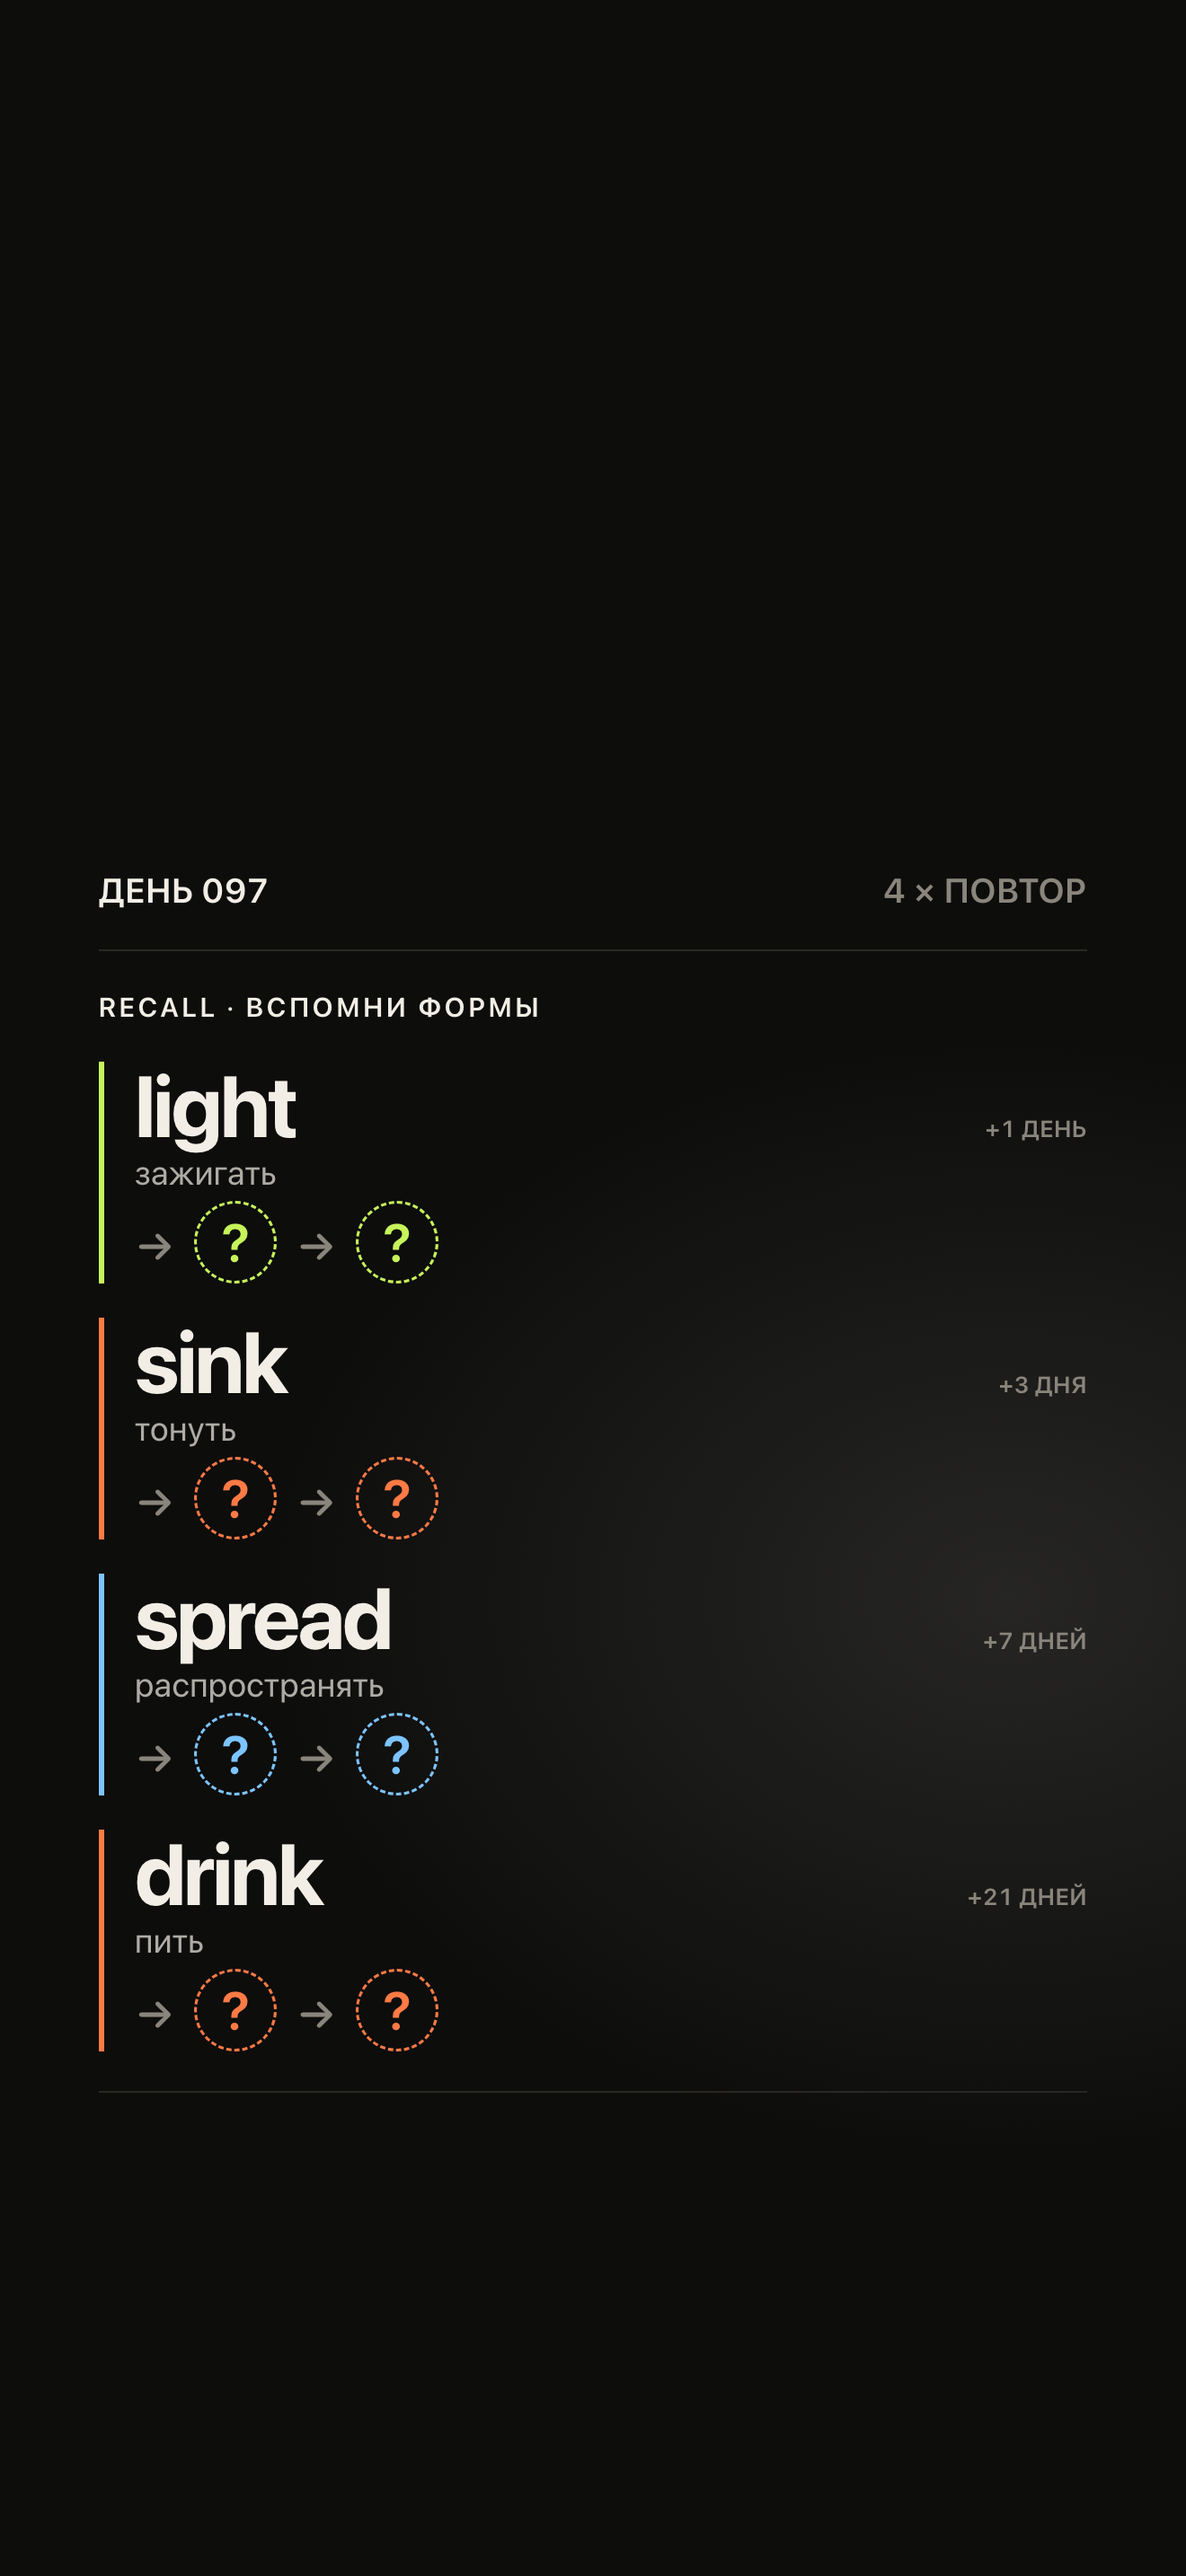 ДЕНЬ 097
4 × ПОВТОР
RECALL · ВСПОМНИ ФОРМЫ
light
+1 ДЕНЬ
зажигать
→ ? → ?
sink
+3 ДНЯ
тонуть
→ ? → ?
spread
+7 ДНЕЙ
распространять
→ ? → ?
drink
+21 ДНЕЙ
пить
→ ? → ?